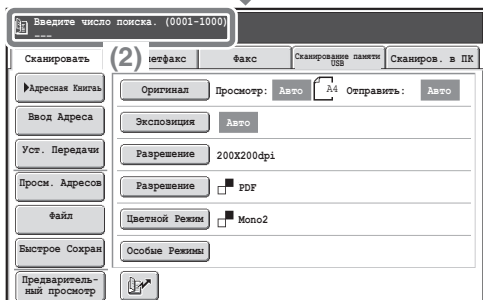 Введите число поиска. (0001-1000)
---
Сканировать (2) нетфакс Факс Сканирование памяти USB Сканиров. в ПК
Адресная Книгаь Оригинал Просмотр: Авто A4 Отправить: Авто
Ввод Адреса Экспозиция Авто
Уст. Передачи Разрешение 200X200dpi
Просм. Адресов Разрешение PDF
Файл Цветной Режим Mono2
Быстрое Сохран Особые Режимы
Предваритель-
ный просмотр